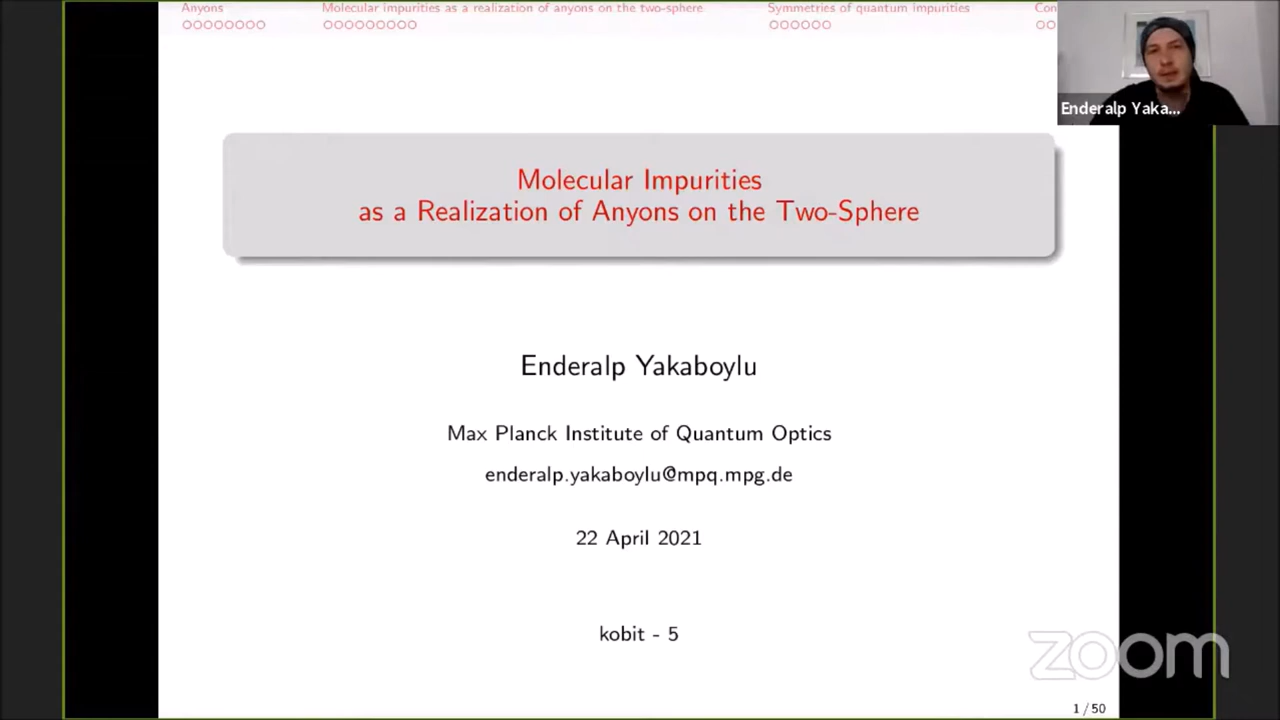 Anyons
Molecular impurities as a realization of anyons on the two-sphere
Symmetries of quantum impurities
Con
Enderalp Yaka...
Molecular Impurities
as a Realization of Anyons on the Two-Sphere
Enderalp Yakaboylu
Max Planck Institute of Quantum Optics
enderalp.yakaboylu@mpq.mpg.de
22 April 2021
kobit - 5
zoom
1 / 50